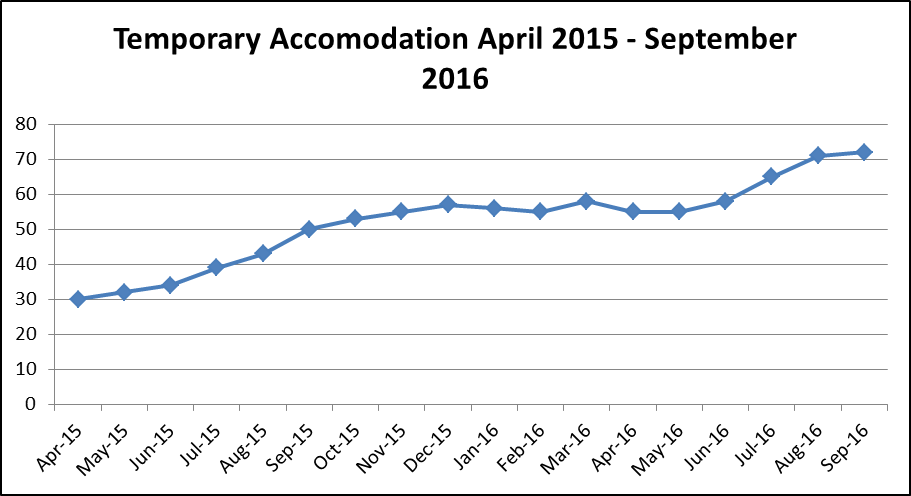 Temporary Accomodation April 2015 - September
2016
80
70
60
50
40
30
20
10
0
Apr-15
May-15
Jun-15
Jul-15
Aug-15
Sep-15
Oct-15
Nov-15
Dec-15
Jan-16
Feb-16
Mar-16
Apr-16
May-16
Jun-16
Jul-16
Aug-16
Sep-16